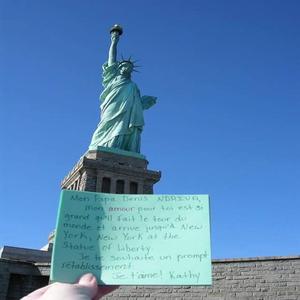 Mon Papa Denis
Mon amour pour toi est si
grand qu'il fait le tour du
monde et arrive jusqu'à New
York, New York at the
Statue of Liberty
Je te souhaite un prompt
rétablissement.
Je t'aime! Kathy